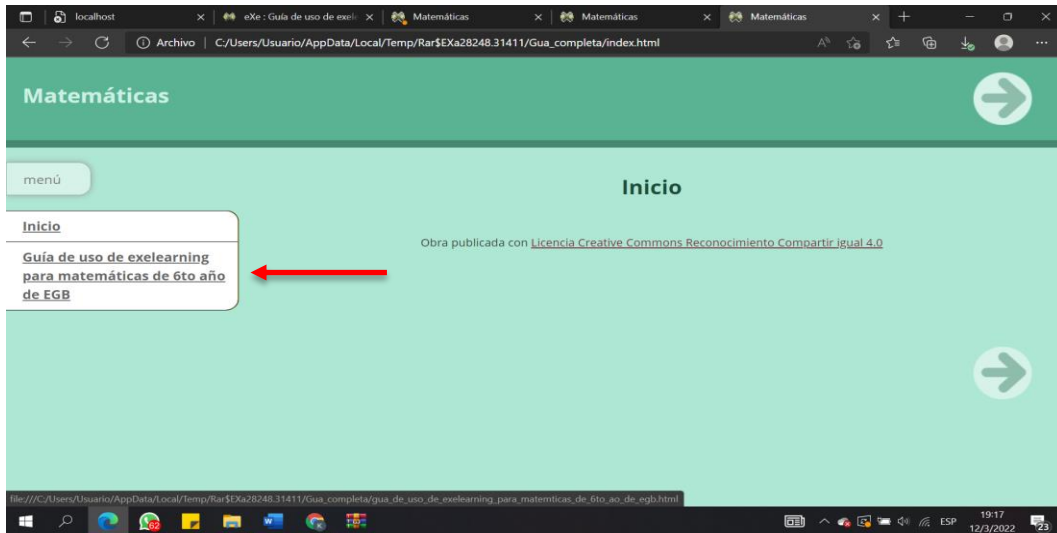 localhost
eXe : Guía de uso de exele
Matemáticas
Matemáticas
Matemáticas
Archivo | C:/Users/Usuario/AppData/Local/Temp/Rar$EXa28248.31411/Gua_completa/index.html
Matemáticas
menú
Inicio
Inicio
Guía de uso de exelearning
para matemáticas de 6to año
de EGB
Obra publicada con Licencia Creative Commons Reconocimiento Compartir igual 4.0
file:///C:/Users/Usuario/AppData/Local/Temp/Rar$EXa28248.31411/Gua_completa/gua_de_uso_de_exelearning_para_matemticas_de_6to_ao_de_egb.html
62
ESP
19:17
12/3/2022
23